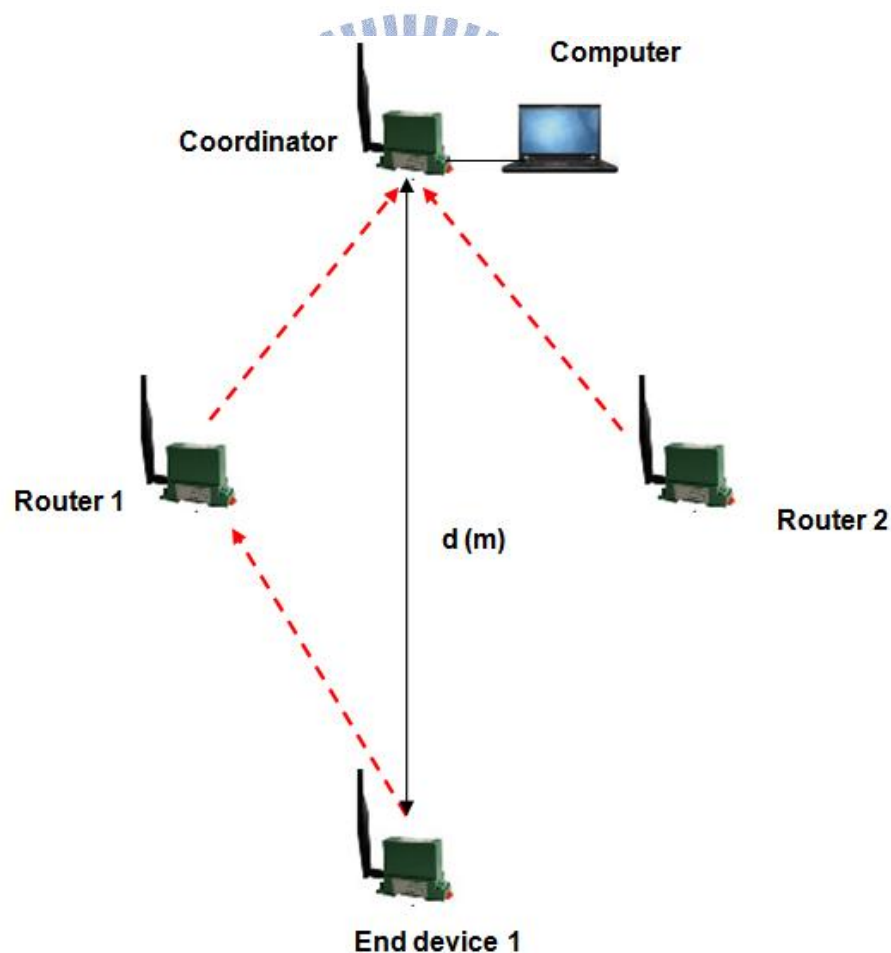 Computer
Coordinator
Router 1
Router 2
d (m)
End device 1